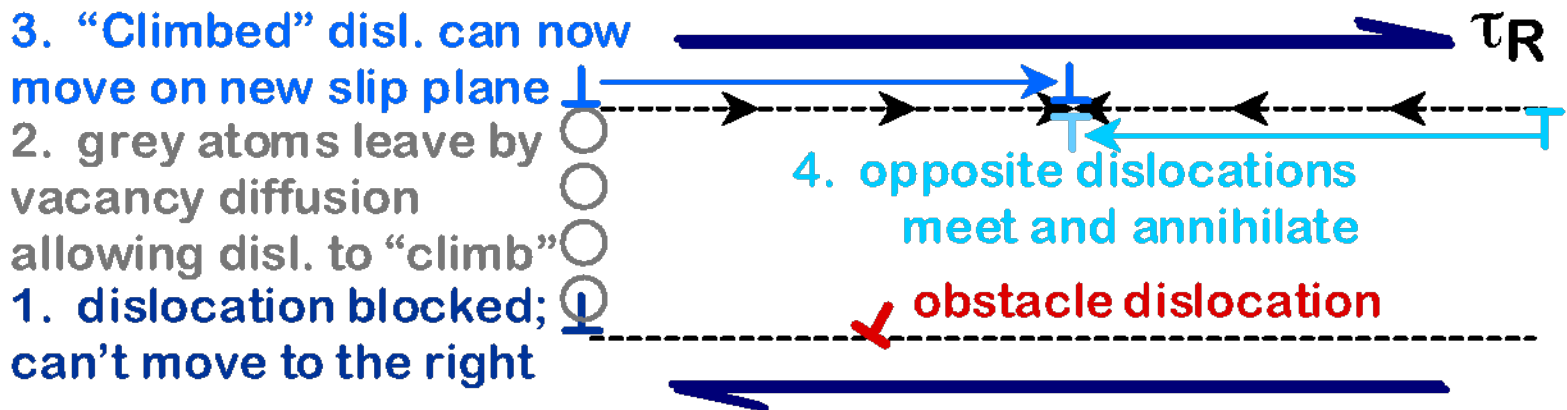 3. “Climbed” disl. can now
move on new slip plane
2. grey atoms leave by
vacancy diffusion
allowing disl. to “climb”
1. dislocation blocked;
can’t move to the right
τR
4. opposite dislocations
meet and annihilate
obstacle dislocation